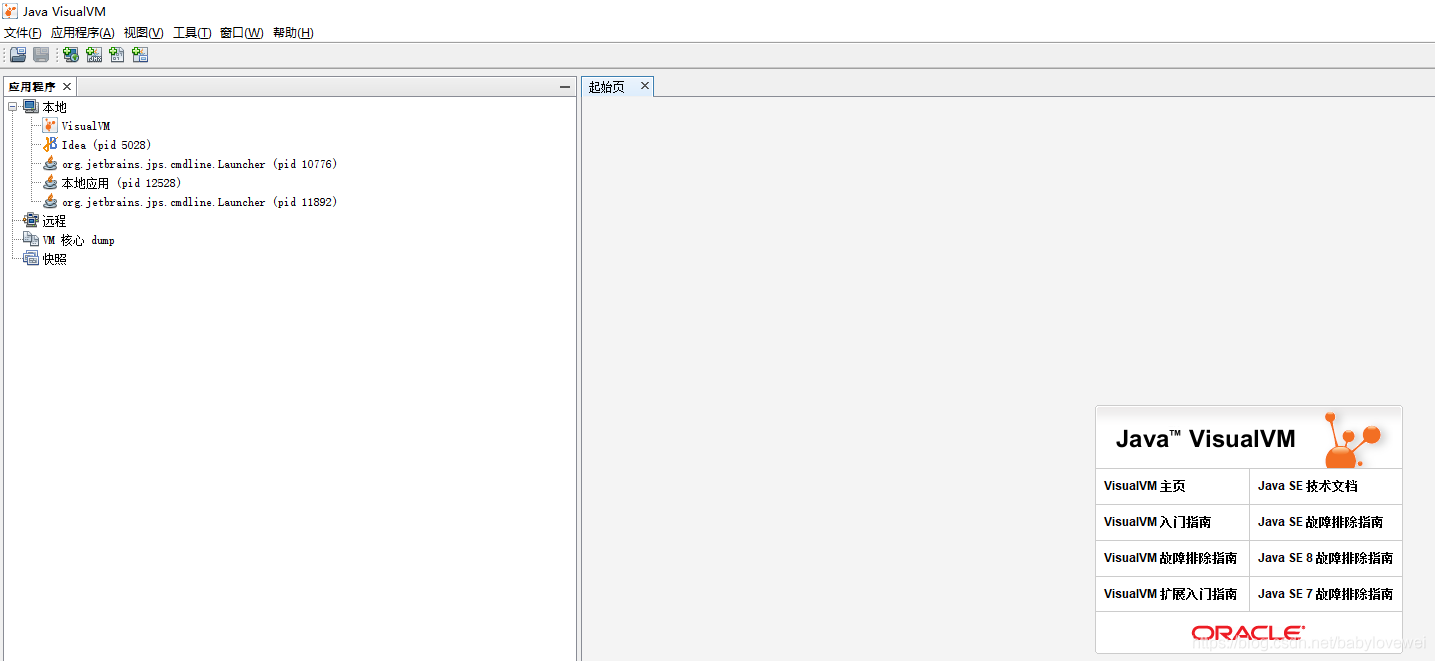 Java VisualVM
文件(F) 应用程序(A) 视图(V) 工具(T) 窗口(W) 帮助(H)
应用程序
起始页
本地
VisualVM
Idea (pid 5028)
org.jetbrains.jps.cmdline.Launcher (pid 10776)
本地应用 (pid 12528)
org.jetbrains.jps.cmdline.Launcher (pid 11892)
远程
VM 核心 dump
快照
Java™ VisualVM
VisualVM 主页
Java SE 技术文档
VisualVM 入门指南
Java SE 故障排除指南
VisualVM 故障排除指南
Java SE 8 故障排除指南
VisualVM 扩展入门指南
Java SE 7 故障排除指南
ORACLE
https://blog.csdn.net/babylovewei